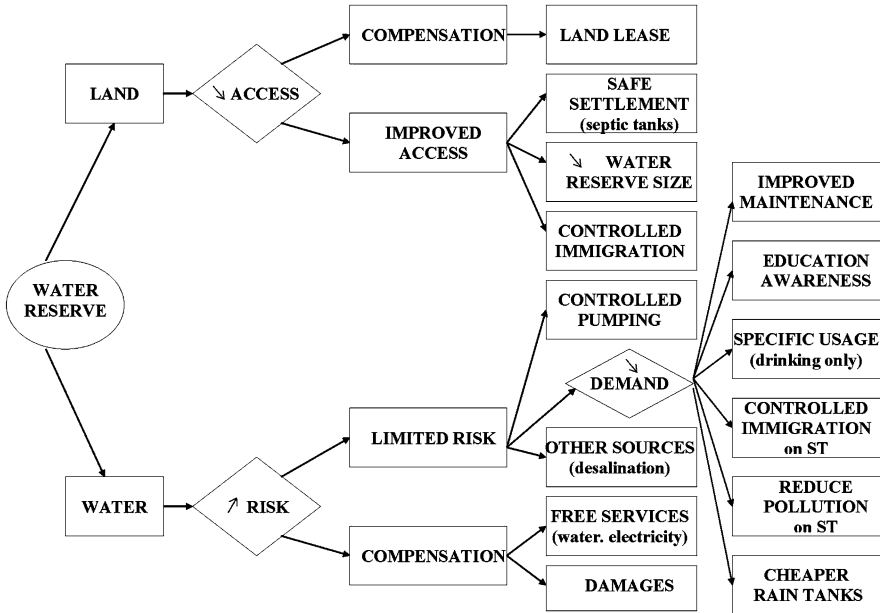 COMPENSATION
LAND LEASE
LAND
↘ ACCESS
SAFE
SETTLEMENT
(septic tanks)
IMPROVED
ACCESS
↘ WATER
RESERVE SIZE
CONTROLLED
IMMIGRATION
WATER
RESERVE
CONTROLLED
PUMPING
↘
DEMAND
LIMITED RISK
OTHER SOURCES
(desalination)
WATER
↗ RISK
FREE SERVICES
(water. electricity)
COMPENSATION
DAMAGES
IMPROVED
MAINTENANCE
EDUCATION
AWARENESS
SPECIFIC USAGE
(drinking only)
CONTROLLED
IMMIGRATION
on ST
REDUCE
POLLUTION
on ST
CHEAPER
RAIN TANKS